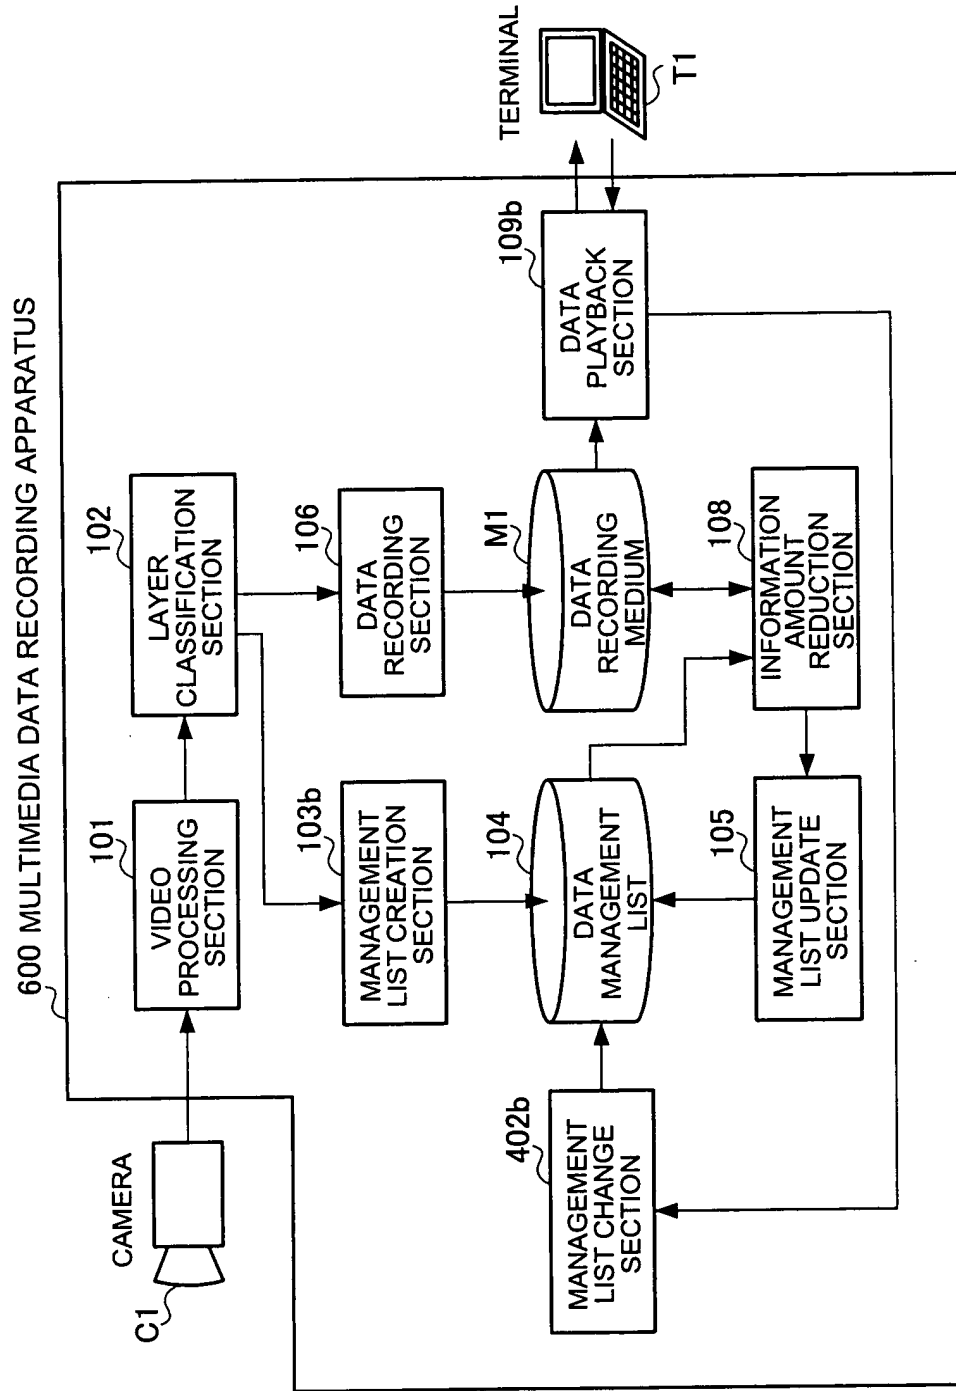 600 MULTIMEDIA DATA RECORDING APPARATUS
CAMERA
C1
101
VIDEO
PROCESSING
SECTION
102
LAYER
CLASSIFICATION
SECTION
103b
MANAGEMENT
LIST CREATION
SECTION
106
DATA
RECORDING
SECTION
402b
MANAGEMENT
LIST CHANGE
SECTION
104
DATA
MANAGEMENT
LIST
M1
DATA
RECORDING
MEDIUM
109b
DATA
PLAYBACK
SECTION
TERMINAL
T1
105
MANAGEMENT
LIST UPDATE
SECTION
108
INFORMATION
AMOUNT
REDUCTION
SECTION